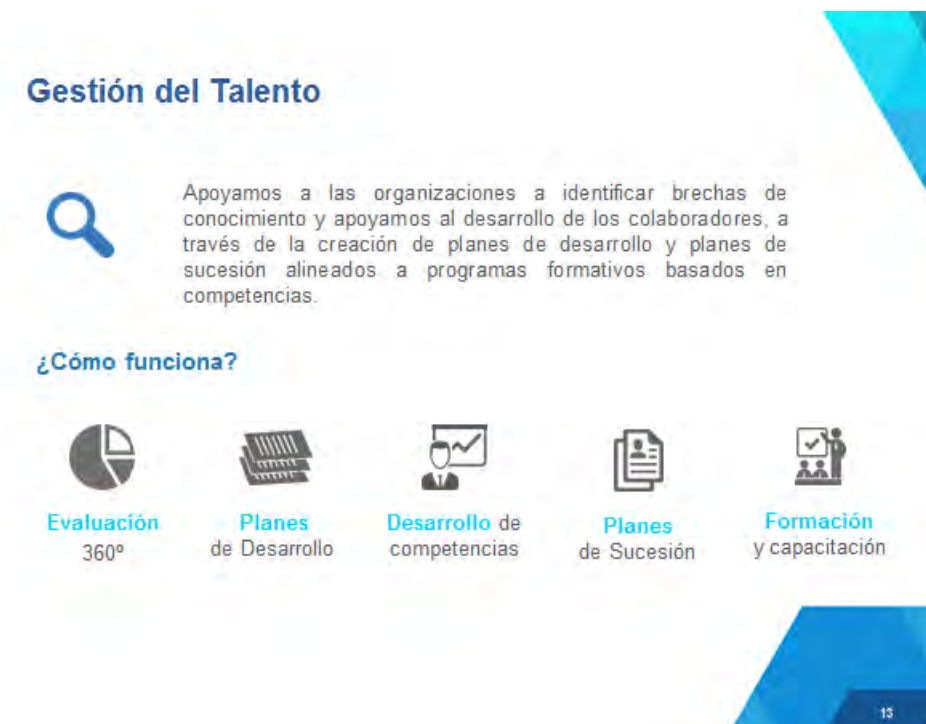 Gestión del Talento
Apoyamos a las organizaciones a identificar brechas de
conocimiento y apoyamos al desarrollo de los colaboradores, a
través de la creación de planes de desarrollo y planes de
sucesión alineados a programas formativos basados en
competencias.
¿Cómo funciona?
Evaluación
360º
Planes
de Desarrollo
Desarrollo de
competencias
Planes
de Sucesión
Formación
y capacitación
13